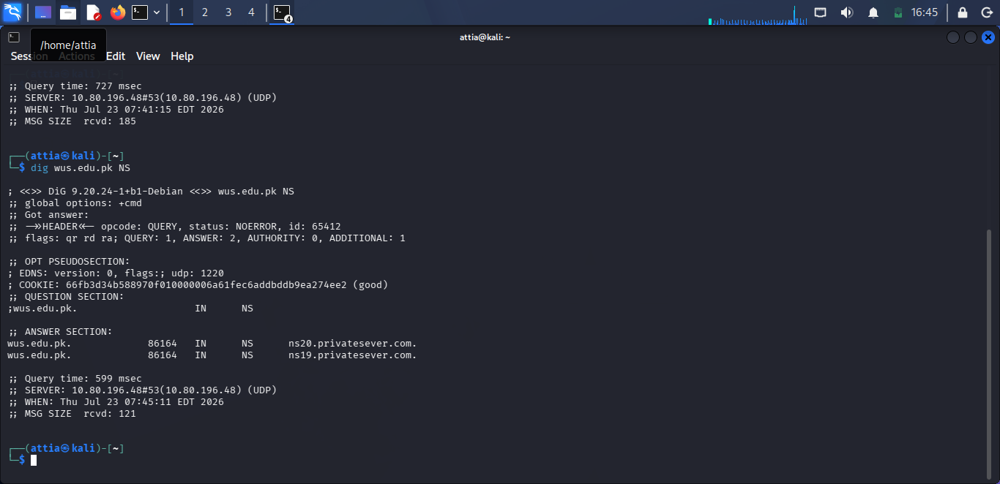 1 2 3 4 4 16:45
attia@kali: ~
/home/attia
Session Actions Edit View Help
;; Query time: 727 msec
;; SERVER: 10.80.196.48#53(10.80.196.48) (UDP)
;; WHEN: Thu Jul 23 07:41:15 EDT 2026
;; MSG SIZE  rcvd: 185
┌──(attia㉿kali)-[~]
└─$ dig wus.edu.pk NS
; <<>> DiG 9.20.24-1+b1-Debian <<>> wus.edu.pk NS
;; global options: +cmd
;; Got answer:
;; ->>HEADER<<- opcode: QUERY, status: NOERROR, id: 65412
;; flags: qr rd ra; QUERY: 1, ANSWER: 2, AUTHORITY: 0, ADDITIONAL: 1
;; OPT PSEUDOSECTION:
; EDNS: version: 0, flags:; udp: 1220
; COOKIE: 66fb3d34b588970f010000006a61fec6addbddb9ea274ee2 (good)
;; QUESTION SECTION:
;wus.edu.pk. IN NS
;; ANSWER SECTION:
wus.edu.pk. 86164 IN NS ns20.privatesever.com.
wus.edu.pk. 86164 IN NS ns19.privatesever.com.
;; Query time: 599 msec
;; SERVER: 10.80.196.48#53(10.80.196.48) (UDP)
;; WHEN: Thu Jul 23 07:45:11 EDT 2026
;; MSG SIZE  rcvd: 121
┌──(attia㉿kali)-[~]
└─$